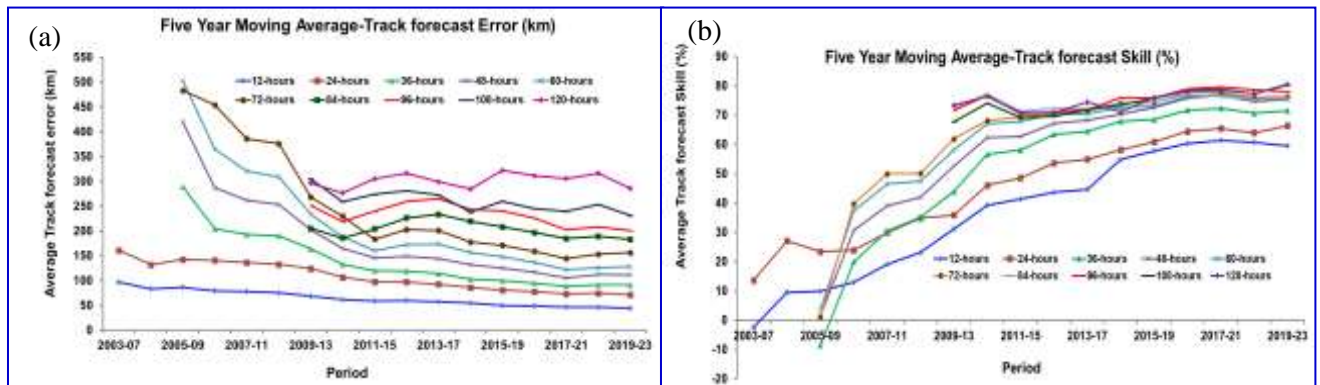 (a)
Five Year Moving Average-Track forecast Error (km)
Average Track forecast error (km)
550
500
450
400
350
300
250
200
150
100
50
0
12-hours 24-hours 36-hours 48-hours 60-hours
72-hours 84-hours 96-hours 108-hours 120-hours
2003-07 2005-09 2007-11 2009-13 2011-15 2013-17 2015-19 2017-21 2019-23
Period
(b)
Five Year Moving Average-Track forecast Skill (%)
Average Track forecast Skill (%)
90
80
70
60
50
40
30
20
10
0
-10
-20
12-hours 24-hours 36-hours 48-hours 60-hours
72-hours 84-hours 96-hours 108-hours 120-hours
2003-07 2005-09 2007-11 2009-13 2011-15 2013-17 2015-19 2017-21 2019-23
Period